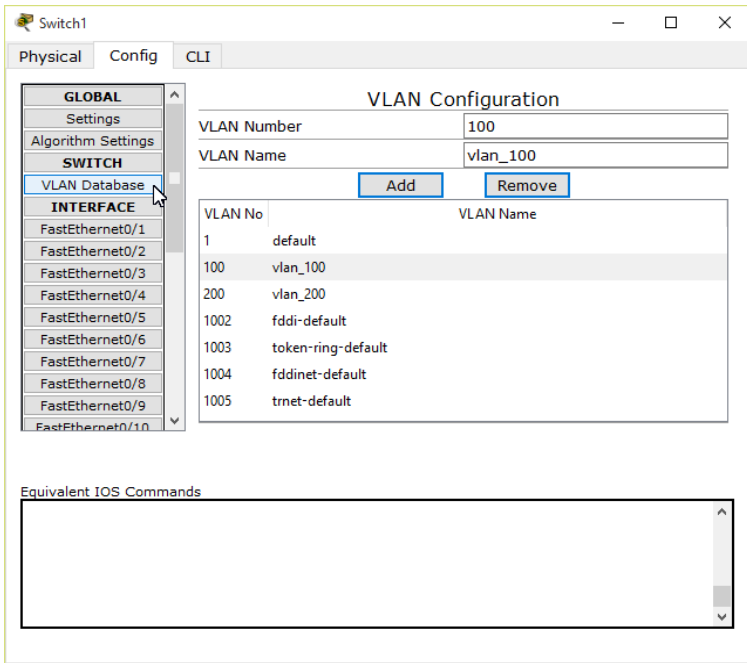 Switch1
Physical Config CLI
GLOBAL
Settings
Algorithm Settings
SWITCH
VLAN Database
INTERFACE
FastEthernet0/1
FastEthernet0/2
FastEthernet0/3
FastEthernet0/4
FastEthernet0/5
FastEthernet0/6
FastEthernet0/7
FastEthernet0/8
FastEthernet0/9
FastEthernet0/10
VLAN Configuration
VLAN Number 100
VLAN Name vlan_100
Add Remove
VLAN No VLAN Name
1 default
100 vlan_100
200 vlan_200
1002 fddi-default
1003 token-ring-default
1004 fddinet-default
1005 trnet-default
Equivalent IOS Commands